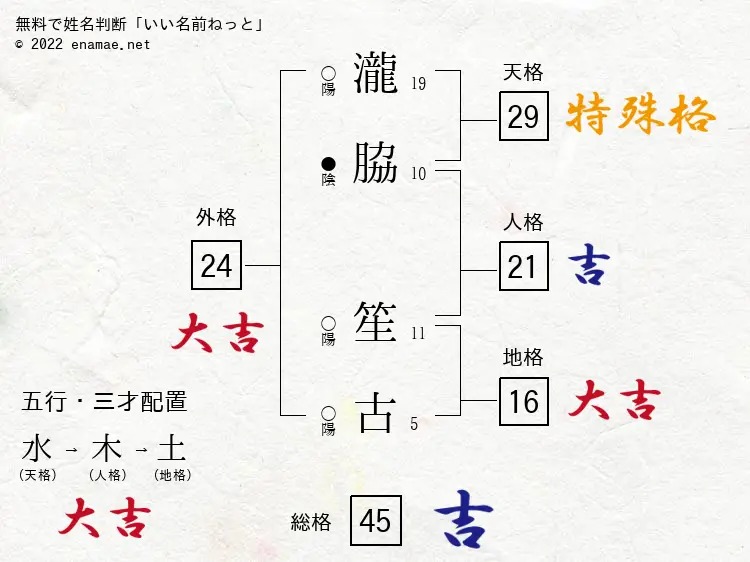 無料で姓名判断「いい名前ねっと」
© 2022 enamae.net
天格
29 特殊格
○陽 瀧 19
●陰 脇 10
外格
24
大吉
人格
21 吉
○陽 笙 11
○陽 古 5
地格
16 大吉
五行・三才配置
水→木→土
(天格) (人格) (地格)
大吉
総格 45 吉